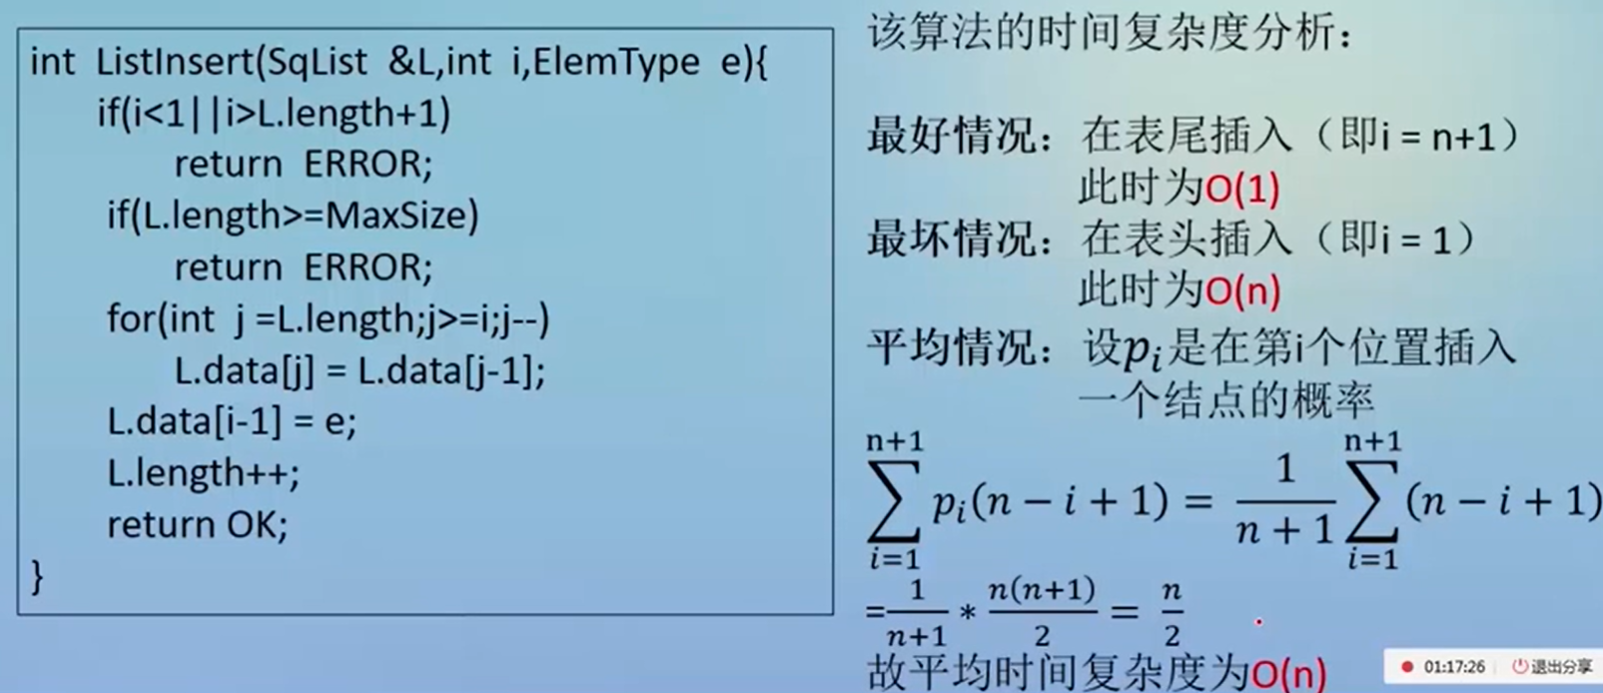 int ListInsert(SqList &L,int i,ElemType e){
if(i<1||i>L.length+1)
return ERROR;
if(L.length>=MaxSize)
return ERROR;
for(int j =L.length;j>=i;j--)
L.data[j] = L.data[j-1];
L.data[i-1] = e;
L.length++;
return OK;
}
该算法的时间复杂度分析：
最好情况：在表尾插入（即i = n+1）
此时为O(1)
最坏情况：在表头插入（即i = 1）
此时为O(n)
平均情况：设pᵢ是在第i个位置插入
一个结点的概率
∑_{i=1}^{n+1} pᵢ(n − i + 1) = \frac{1}{n + 1} ∑_{i=1}^{n+1} (n − i + 1)
=\frac{1}{n+1} * \frac{n(n+1)}{2} = \frac{n}{2}
故平均时间复杂度为O(n)
01:17:26 退出分享